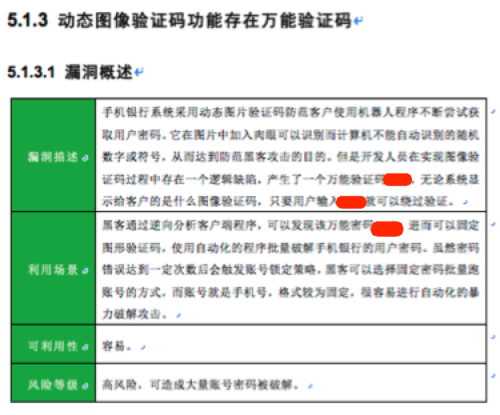 5.1.3 动态图像验证码功能存在万能验证码
5.1.3.1 漏洞概述
漏洞描述
手机银行系统采用动态图片验证码防范客户使用机器人程序不断尝试获
取用户密码。它在图片中加入肉眼可以识别而计算机不能自动识别的随机
数字或符号，从而达到防范黑客攻击的目的。但是开发人员在实现图像验
证码过程中存在一个逻辑缺陷，产生了一个万能验证码 ，无论系统显
示给客户的是什么图像验证码，只要用户输入 就可以绕过验证。
利用场景
黑客通过逆向分析客户端程序，可以发现该万能密码 ，进而可以固定
图形验证码，使用自动化的程序批量破解手机银行的用户密码。虽然密码
错误达到一定次数后会触发账号锁定策略，黑客可以选择固定密码批量跑
账号的方式，而账号就是手机号，格式较为固定，很容易进行自动化的暴
力破解攻击。
可利用性
容易。
风险等级
高风险，可造成大量账号密码被破解。